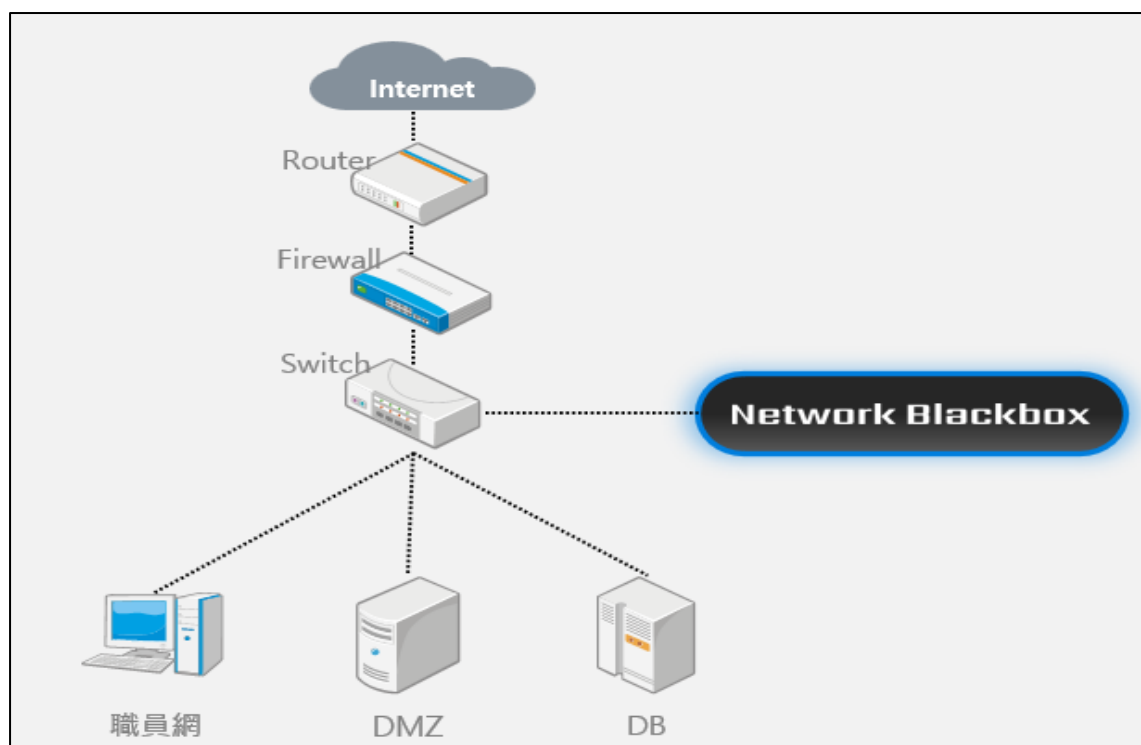 Internet
Router
Firewall
Switch
Network Blackbox
職員網
DMZ
DB